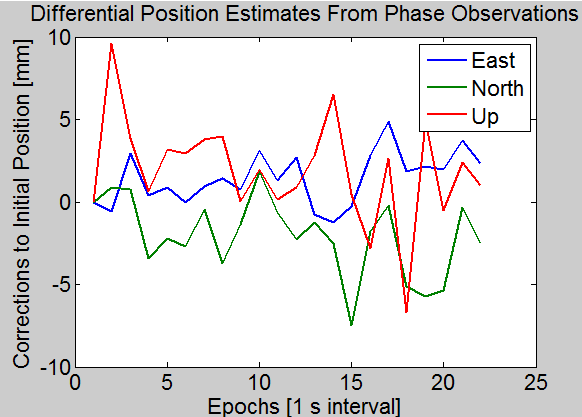 Differential Position Estimates From Phase Observations
Corrections to Initial Position [mm]
10
5
0
-5
-10
East
North
Up
0
5
10
15
20
25
Epochs [1 s interval]